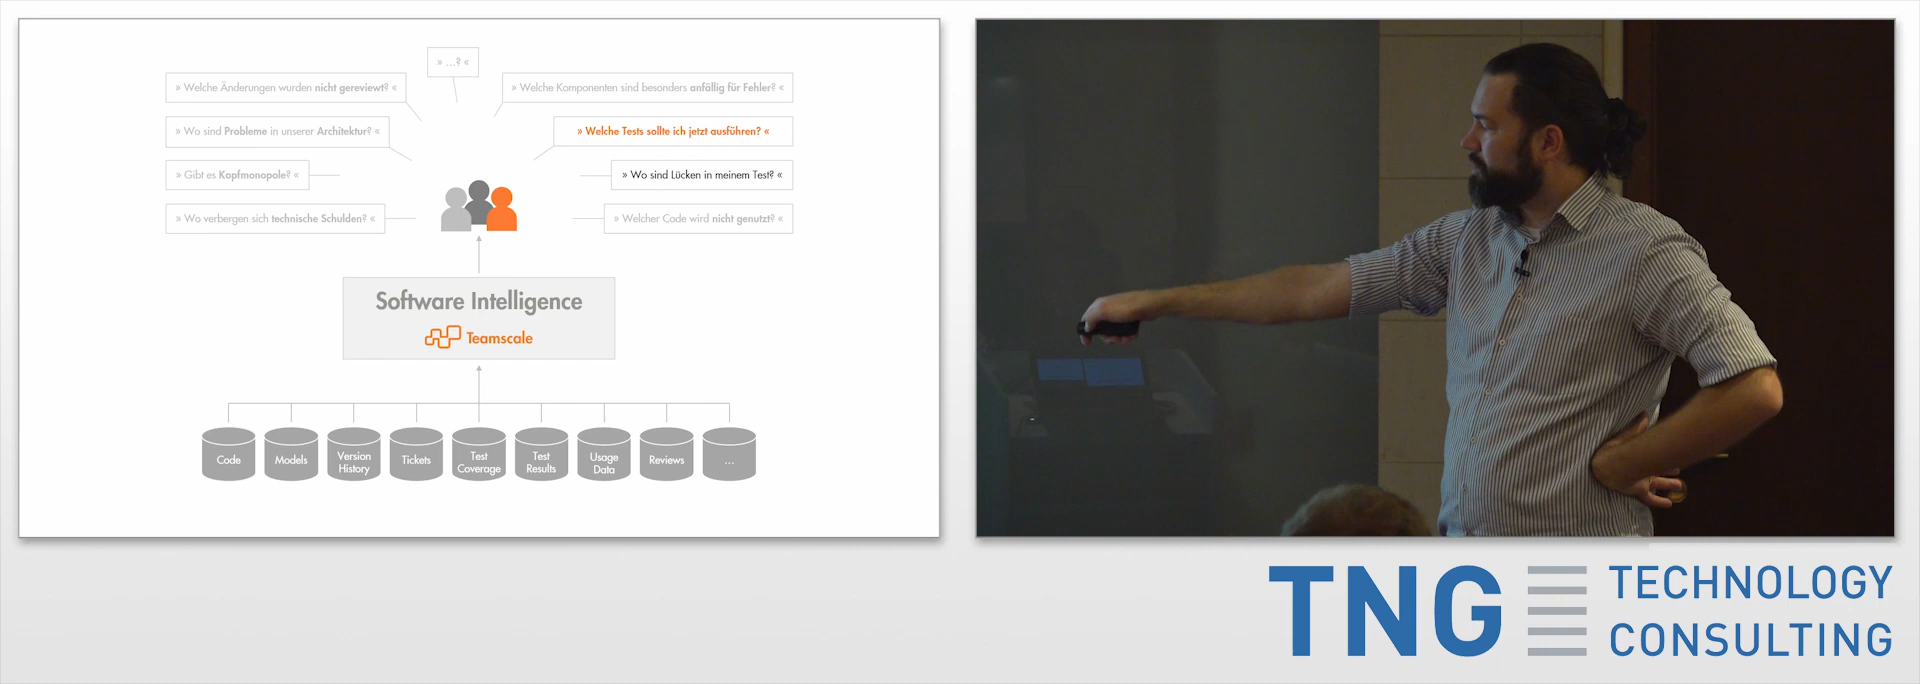 » ...? «
» Welche Änderungen wurden nicht gereviewt? «
» Welche Komponenten sind besonders anfällig für Fehler? «
» Wo sind Probleme in unserer Architektur? «
» Welche Tests sollte ich jetzt ausführen? «
» Gibt es Kopfmonopole? «
» Wo sind Lücken in meinem Test? «
» Wo verbergen sich technische Schulden? «
» Welcher Code wird nicht genutzt? «
Software Intelligence
Teamscale
Code
Models
Version
History
Tickets
Test
Coverage
Test
Results
Usage
Data
Reviews
...
TNG
TECHNOLOGY
CONSULTING